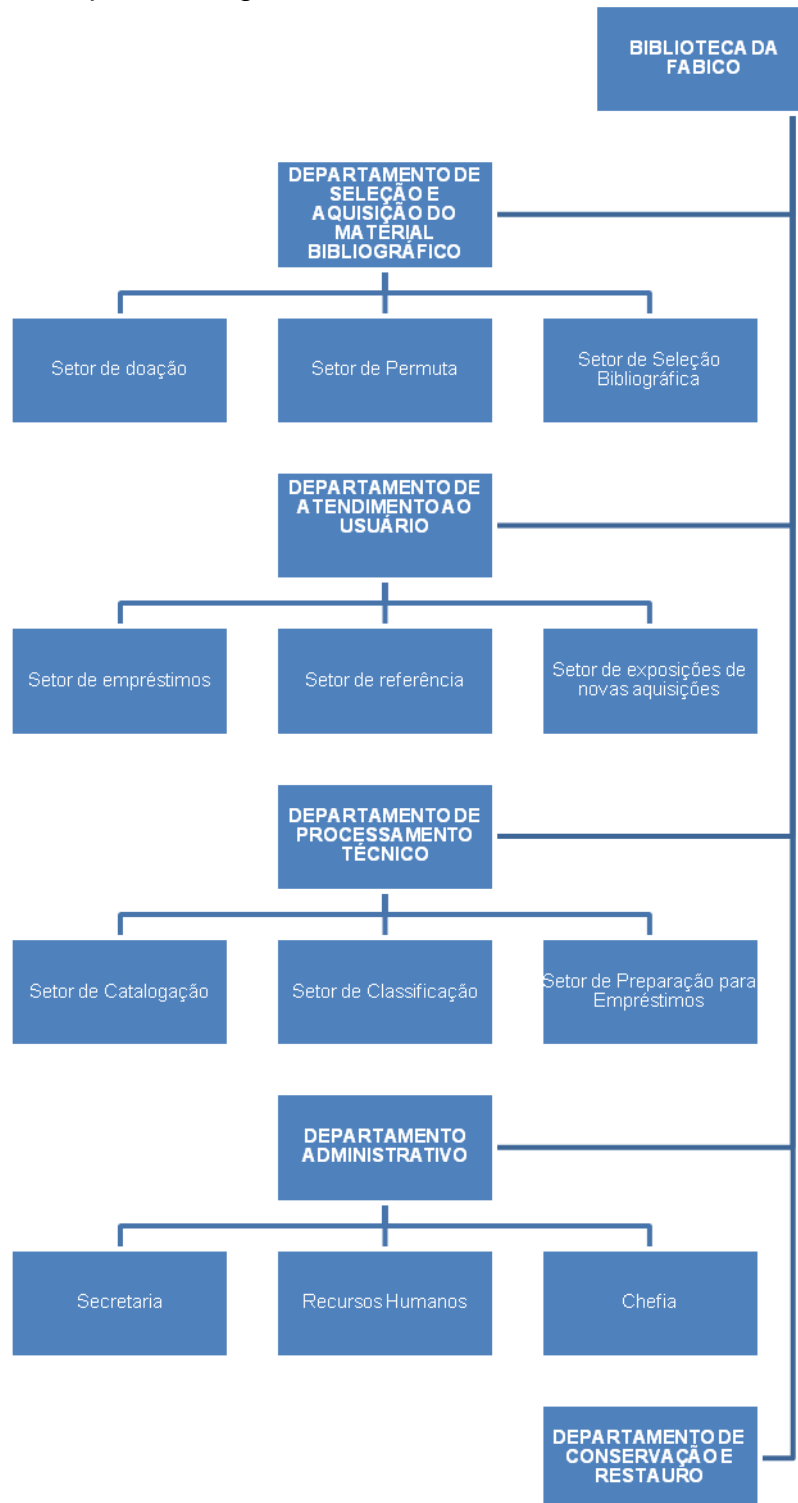 BIBLIOTECA DA
FABICO
DEPARTAMENTO DE
SELEÇÃO E
AQUISIÇÃO DO
MATERIAL
BIBLIOGRÁFICO
Setor de doação
Setor de Permuta
Setor de Seleção
Bibliográfica
DEPARTAMENTO DE
ATENDIMENTO AO
USUÁRIO
Setor de empréstimos
Setor de referência
Setor de exposições de
novas aquisições
DEPARTAMENTO DE
PROCESSAMENTO
TÉCNICO
Setor de Catalogação
Setor de Classificação
Setor de Preparação para
Empréstimos
DEPARTAMENTO
ADMINISTRATIVO
Secretaria
Recursos Humanos
Chefia
DEPARTAMENTO DE
CONSERVAÇÃO E
RESTAURO